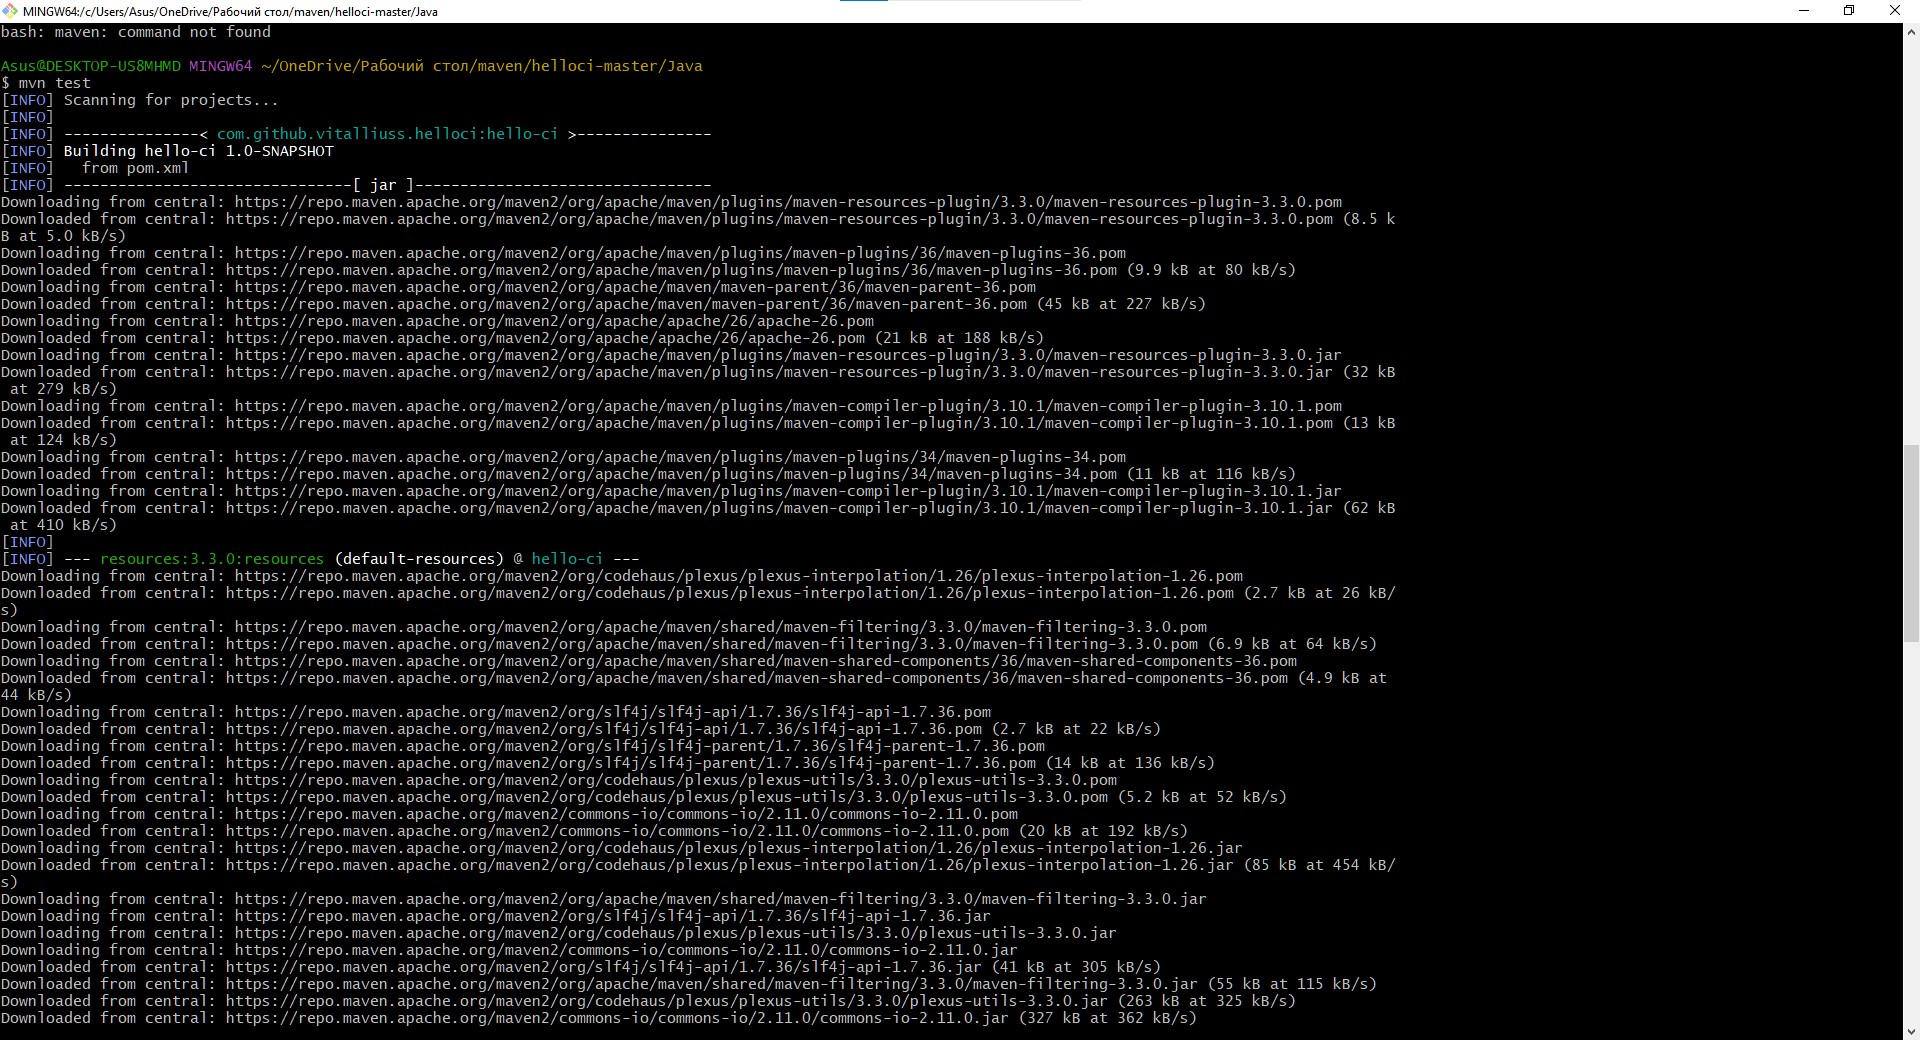 MINGW64:/c/Users/Asus/OneDrive/Рабочий стол/maven/helloci-master/Java
bash: maven: command not found
Asus@DESKTOP-US8MHMD MINGW64 ~/OneDrive/Рабочий стол/maven/helloci-master/Java
$ mvn test
[INFO] Scanning for projects...
[INFO]
[INFO] ---------------< com.github.vitalliuss.helloci:hello-ci >---------------
[INFO] Building hello-ci 1.0-SNAPSHOT
[INFO]   from pom.xml
[INFO] --------------------------------[ jar ]---------------------------------
Downloading from central: https://repo.maven.apache.org/maven2/org/apache/maven/plugins/maven-resources-plugin/3.3.0/maven-resources-plugin-3.3.0.pom
Downloaded from central: https://repo.maven.apache.org/maven2/org/apache/maven/plugins/maven-resources-plugin/3.3.0/maven-resources-plugin-3.3.0.pom (8.5 k
B at 5.0 kB/s)
Downloading from central: https://repo.maven.apache.org/maven2/org/apache/maven/plugins/maven-plugins/36/maven-plugins-36.pom
Downloaded from central: https://repo.maven.apache.org/maven2/org/apache/maven/plugins/maven-plugins/36/maven-plugins-36.pom (9.9 kB at 80 kB/s)
Downloading from central: https://repo.maven.apache.org/maven2/org/apache/maven/maven-parent/36/maven-parent-36.pom
Downloaded from central: https://repo.maven.apache.org/maven2/org/apache/maven/maven-parent/36/maven-parent-36.pom (45 kB at 227 kB/s)
Downloading from central: https://repo.maven.apache.org/maven2/org/apache/apache/26/apache-26.pom
Downloaded from central: https://repo.maven.apache.org/maven2/org/apache/apache/26/apache-26.pom (21 kB at 188 kB/s)
Downloading from central: https://repo.maven.apache.org/maven2/org/apache/maven/plugins/maven-resources-plugin/3.3.0/maven-resources-plugin-3.3.0.jar
Downloaded from central: https://repo.maven.apache.org/maven2/org/apache/maven/plugins/maven-resources-plugin/3.3.0/maven-resources-plugin-3.3.0.jar (32 kB
 at 279 kB/s)
Downloading from central: https://repo.maven.apache.org/maven2/org/apache/maven/plugins/maven-compiler-plugin/3.10.1/maven-compiler-plugin-3.10.1.pom
Downloaded from central: https://repo.maven.apache.org/maven2/org/apache/maven/plugins/maven-compiler-plugin/3.10.1/maven-compiler-plugin-3.10.1.pom (13 kB
 at 124 kB/s)
Downloading from central: https://repo.maven.apache.org/maven2/org/apache/maven/plugins/maven-plugins/34/maven-plugins-34.pom
Downloaded from central: https://repo.maven.apache.org/maven2/org/apache/maven/plugins/maven-plugins/34/maven-plugins-34.pom (11 kB at 116 kB/s)
Downloading from central: https://repo.maven.apache.org/maven2/org/apache/maven/plugins/maven-compiler-plugin/3.10.1/maven-compiler-plugin-3.10.1.jar
Downloaded from central: https://repo.maven.apache.org/maven2/org/apache/maven/plugins/maven-compiler-plugin/3.10.1/maven-compiler-plugin-3.10.1.jar (62 kB
 at 410 kB/s)
[INFO]
[INFO] --- resources:3.3.0:resources (default-resources) @ hello-ci ---
Downloading from central: https://repo.maven.apache.org/maven2/org/codehaus/plexus/plexus-interpolation/1.26/plexus-interpolation-1.26.pom
Downloaded from central: https://repo.maven.apache.org/maven2/org/codehaus/plexus/plexus-interpolation/1.26/plexus-interpolation-1.26.pom (2.7 kB at 26 kB/
s)
Downloading from central: https://repo.maven.apache.org/maven2/org/apache/maven/shared/maven-filtering/3.3.0/maven-filtering-3.3.0.pom
Downloaded from central: https://repo.maven.apache.org/maven2/org/apache/maven/shared/maven-filtering/3.3.0/maven-filtering-3.3.0.pom (6.9 kB at 64 kB/s)
Downloading from central: https://repo.maven.apache.org/maven2/org/apache/maven/shared/maven-shared-components/36/maven-shared-components-36.pom
Downloaded from central: https://repo.maven.apache.org/maven2/org/apache/maven/shared/maven-shared-components/36/maven-shared-components-36.pom (4.9 kB at
44 kB/s)
Downloading from central: https://repo.maven.apache.org/maven2/org/slf4j/slf4j-api/1.7.36/slf4j-api-1.7.36.pom
Downloaded from central: https://repo.maven.apache.org/maven2/org/slf4j/slf4j-api/1.7.36/slf4j-api-1.7.36.pom (2.7 kB at 22 kB/s)
Downloading from central: https://repo.maven.apache.org/maven2/org/slf4j/slf4j-parent/1.7.36/slf4j-parent-1.7.36.pom
Downloaded from central: https://repo.maven.apache.org/maven2/org/slf4j/slf4j-parent/1.7.36/slf4j-parent-1.7.36.pom (14 kB at 136 kB/s)
Downloading from central: https://repo.maven.apache.org/maven2/org/codehaus/plexus/plexus-utils/3.3.0/plexus-utils-3.3.0.pom
Downloaded from central: https://repo.maven.apache.org/maven2/org/codehaus/plexus/plexus-utils/3.3.0/plexus-utils-3.3.0.pom (5.2 kB at 52 kB/s)
Downloading from central: https://repo.maven.apache.org/maven2/commons-io/commons-io/2.11.0/commons-io-2.11.0.pom
Downloaded from central: https://repo.maven.apache.org/maven2/commons-io/commons-io/2.11.0/commons-io-2.11.0.pom (20 kB at 192 kB/s)
Downloading from central: https://repo.maven.apache.org/maven2/org/codehaus/plexus/plexus-interpolation/1.26/plexus-interpolation-1.26.jar
Downloaded from central: https://repo.maven.apache.org/maven2/org/codehaus/plexus/plexus-interpolation/1.26/plexus-interpolation-1.26.jar (85 kB at 454 kB/
s)
Downloading from central: https://repo.maven.apache.org/maven2/org/apache/maven/shared/maven-filtering/3.3.0/maven-filtering-3.3.0.jar
Downloading from central: https://repo.maven.apache.org/maven2/org/slf4j/slf4j-api/1.7.36/slf4j-api-1.7.36.jar
Downloading from central: https://repo.maven.apache.org/maven2/org/codehaus/plexus/plexus-utils/3.3.0/plexus-utils-3.3.0.jar
Downloading from central: https://repo.maven.apache.org/maven2/commons-io/commons-io/2.11.0/commons-io-2.11.0.jar
Downloaded from central: https://repo.maven.apache.org/maven2/org/slf4j/slf4j-api/1.7.36/slf4j-api-1.7.36.jar (41 kB at 305 kB/s)
Downloaded from central: https://repo.maven.apache.org/maven2/org/apache/maven/shared/maven-filtering/3.3.0/maven-filtering-3.3.0.jar (55 kB at 115 kB/s)
Downloaded from central: https://repo.maven.apache.org/maven2/org/codehaus/plexus/plexus-utils/3.3.0/plexus-utils-3.3.0.jar (263 kB at 325 kB/s)
Downloaded from central: https://repo.maven.apache.org/maven2/commons-io/commons-io/2.11.0/commons-io-2.11.0.jar (327 kB at 362 kB/s)